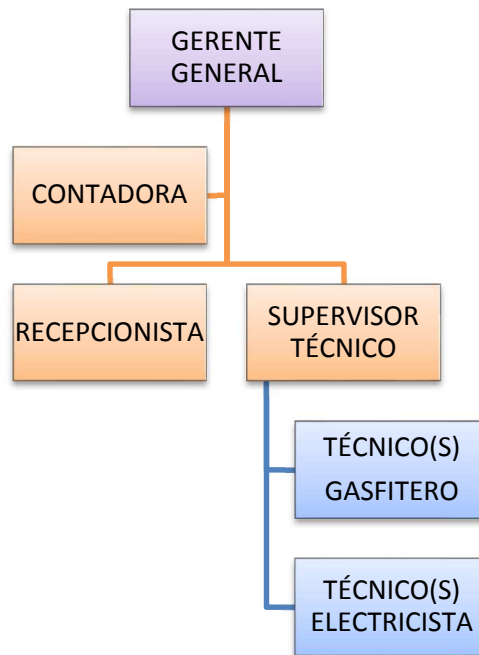 GERENTE
GENERAL
CONTADORA
RECEPCIONISTA
SUPERVISOR
TÉCNICO
TÉCNICO(S)
GASFITERO
TÉCNICO(S)
ELECTRICISTA